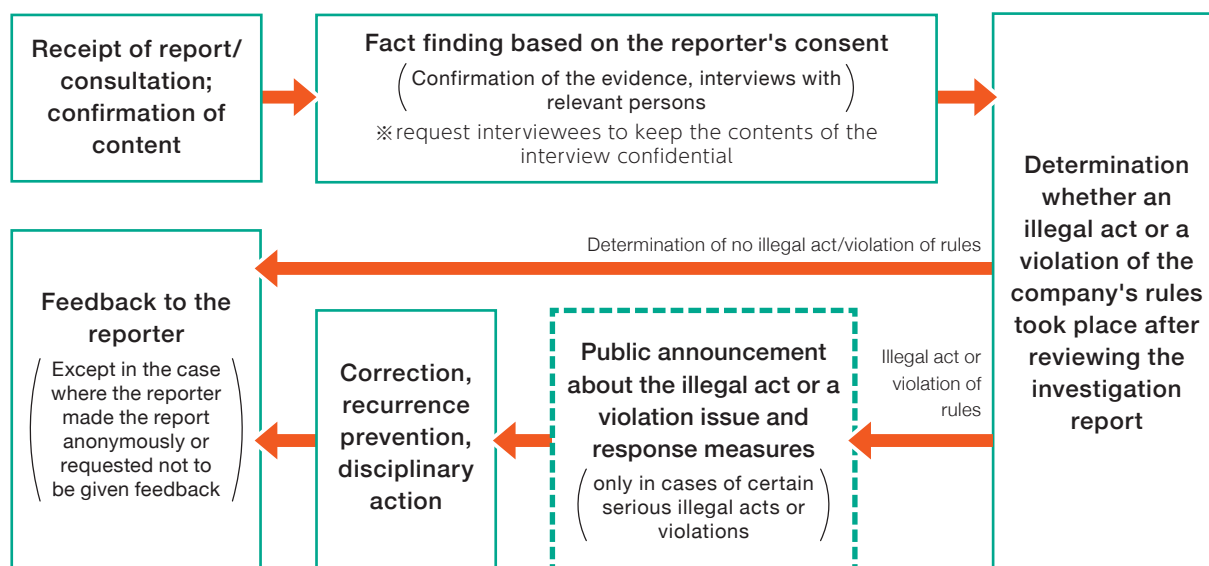 Receipt of report/
consultation;
confirmation of
content
Fact finding based on the reporter's consent
Confirmation of the evidence, interviews with
relevant persons
※request interviewees to keep the contents of the
interview confidential
Determination
whether an
illegal act or a
violation of the
company's rules
took place after
reviewing the
investigation
report
Determination of no illegal act/violation of rules
Illegal act or
violation of
rules
Public announcement
about the illegal act or a
violation issue and
response measures
only in cases of certain
serious illegal acts or
violations
Correction,
recurrence
prevention,
disciplinary
action
Feedback to the
reporter
Except in the case
where the reporter
made the report
anonymously or
requested not to
be given feedback